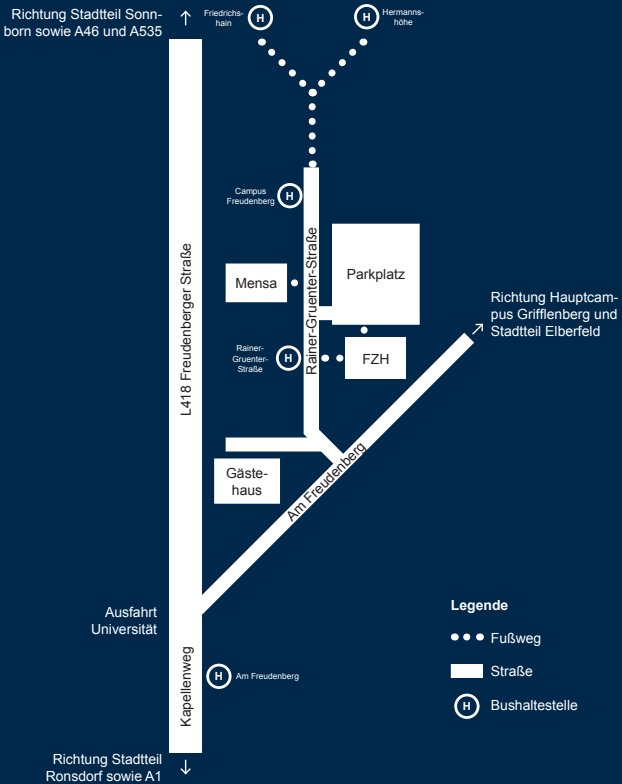 Richtung Stadtteil Sonn-
born sowie A46 und A535
↑
Friedrichs-
hain
H
H
Hermanns-
höhe
Campus
Freudenberg
H
L418 Freudenberger Straße
Rainer-Gruenter-Straße
Parkplatz
Mensa
Richtung Hauptcam-
pus Grifflenberg und
Stadtteil Elberfeld
↗
Rainer-
Gruenter-
Straße
H
FZH
Gäste-
haus
Am Freudenberg
Ausfahrt
Universität
Kapellenweg
H
Am Freudenberg
Legende
Fußweg
Straße
H
Bushaltestelle
Richtung Stadtteil
Ronsdorf sowie A1
↓